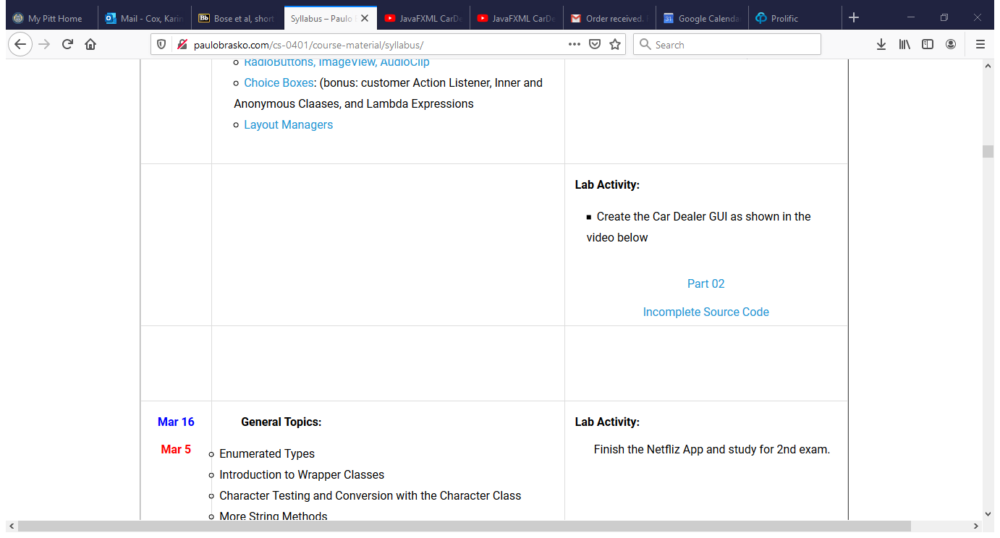 My Pitt Home
Mail - Cox, Karin
Bb
Bose et al, short
Syllabus – Paulo
JavaFXML CarDe
JavaFXML CarDe
Order received.
31
Google Calenda
Prolific
paulobrasko.com/cs-0401/course-material/syllabus/
Search
RadioButtons, ImageView, AudioClip
Choice Boxes: (bonus: customer Action Listener, Inner and
Anonymous Claases, and Lambda Expressions
Layout Managers
Lab Activity:
Create the Car Dealer GUI as shown in the
video below
Part 02
Incomplete Source Code
Mar 16
Mar 5
General Topics:
Enumerated Types
Introduction to Wrapper Classes
Character Testing and Conversion with the Character Class
More String Methods
Lab Activity:
Finish the Netfliz App and study for 2nd exam.